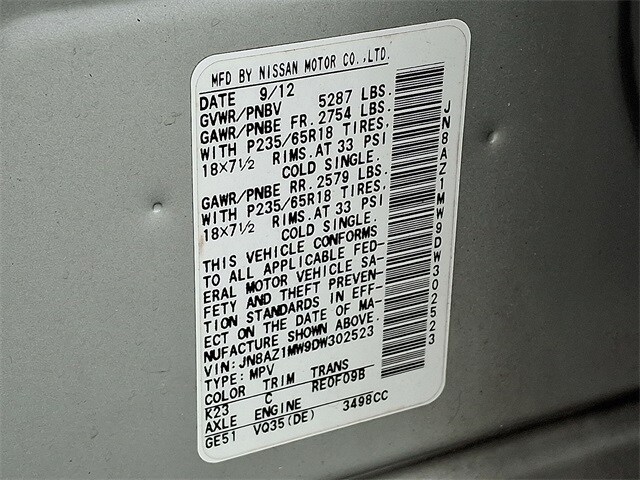 MFD BY NISSAN MOTOR CO.,LTD.
DATE 9/12
GVWR/PNBV 5287 LBS.
GAWR/PNBE FR. 2754 LBS.
WITH P235/65R18 TIRES,
18X7½ RIMS. AT 33 PSI
COLD SINGLE.
GAWR/PNBE RR. 2579 LBS.
WITH P235/65R18 TIRES,
18X7½ RIMS. AT 33 PSI
COLD SINGLE.
THIS VEHICLE CONFORMS
TO ALL APPLICABLE FED-
ERAL MOTOR VEHICLE SA-
FETY AND THEFT PREVEN-
TION STANDARDS IN EFF-
ECT ON THE DATE OF MA-
NUFACTURE SHOWN ABOVE.
VIN: JN8AZ1MW9DW302523
TYPE: MPV
COLOR TRIM TRANS
K23 C RE0F09B
AXLE ENGINE
GE51 VQ35(DE) 3498CC
JN8AZ1MW9DW302523